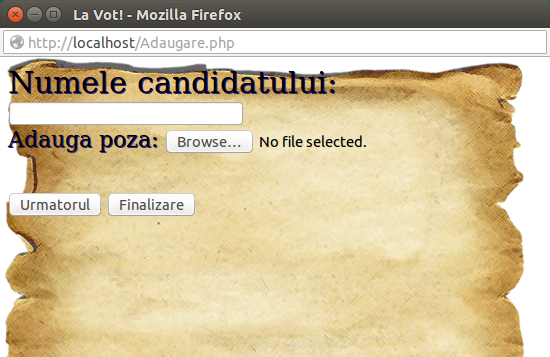 La Vot! - Mozilla Firefox
http://localhost/Adaugare.php
Numele candidatului:
Adauga poza: Browse... No file selected.
Urmatorul Finalizare